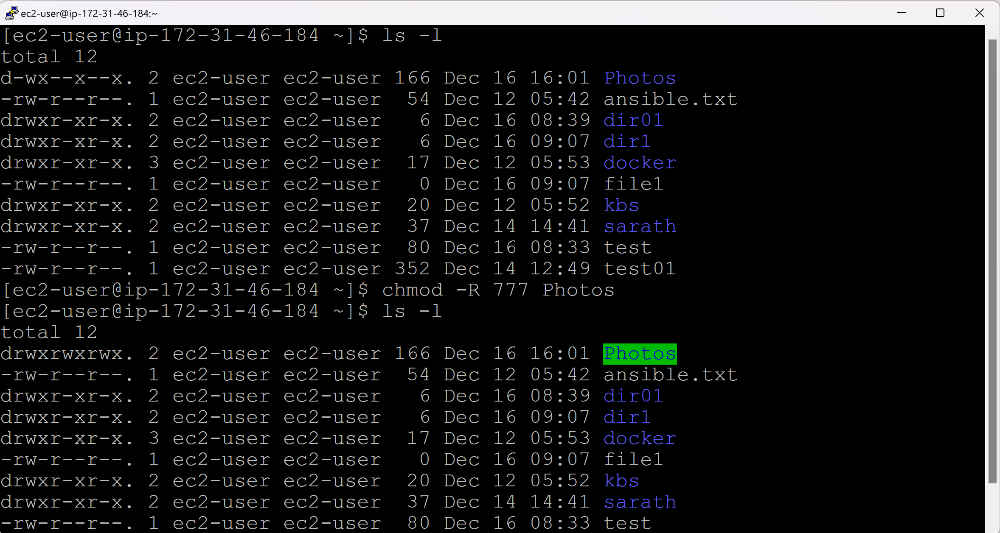 ec2-user@ip-172-31-46-184:~
[ec2-user@ip-172-31-46-184 ~]$ ls -l
total 12
d-wx--x--x. 2 ec2-user ec2-user 166 Dec 16 16:01 Photos
-rw-r--r--. 1 ec2-user ec2-user  54 Dec 12 05:42 ansible.txt
drwxr-xr-x. 2 ec2-user ec2-user   6 Dec 16 08:39 dir01
drwxr-xr-x. 2 ec2-user ec2-user   6 Dec 16 09:07 dir1
drwxr-xr-x. 3 ec2-user ec2-user  17 Dec 12 05:53 docker
-rw-r--r--. 1 ec2-user ec2-user   0 Dec 16 09:07 file1
drwxr-xr-x. 2 ec2-user ec2-user  20 Dec 12 05:52 kbs
drwxr-xr-x. 2 ec2-user ec2-user  37 Dec 14 14:41 sarath
-rw-r--r--. 1 ec2-user ec2-user  80 Dec 16 08:33 test
-rw-r--r--. 1 ec2-user ec2-user 352 Dec 14 12:49 test01
[ec2-user@ip-172-31-46-184 ~]$ chmod -R 777 Photos
[ec2-user@ip-172-31-46-184 ~]$ ls -l
total 12
drwxrwxrwx. 2 ec2-user ec2-user 166 Dec 16 16:01 Photos
-rw-r--r--. 1 ec2-user ec2-user  54 Dec 12 05:42 ansible.txt
drwxr-xr-x. 2 ec2-user ec2-user   6 Dec 16 08:39 dir01
drwxr-xr-x. 2 ec2-user ec2-user   6 Dec 16 09:07 dir1
drwxr-xr-x. 3 ec2-user ec2-user  17 Dec 12 05:53 docker
-rw-r--r--. 1 ec2-user ec2-user   0 Dec 16 09:07 file1
drwxr-xr-x. 2 ec2-user ec2-user  20 Dec 12 05:52 kbs
drwxr-xr-x. 2 ec2-user ec2-user  37 Dec 14 14:41 sarath
-rw-r--r--. 1 ec2-user ec2-user  80 Dec 16 08:33 test